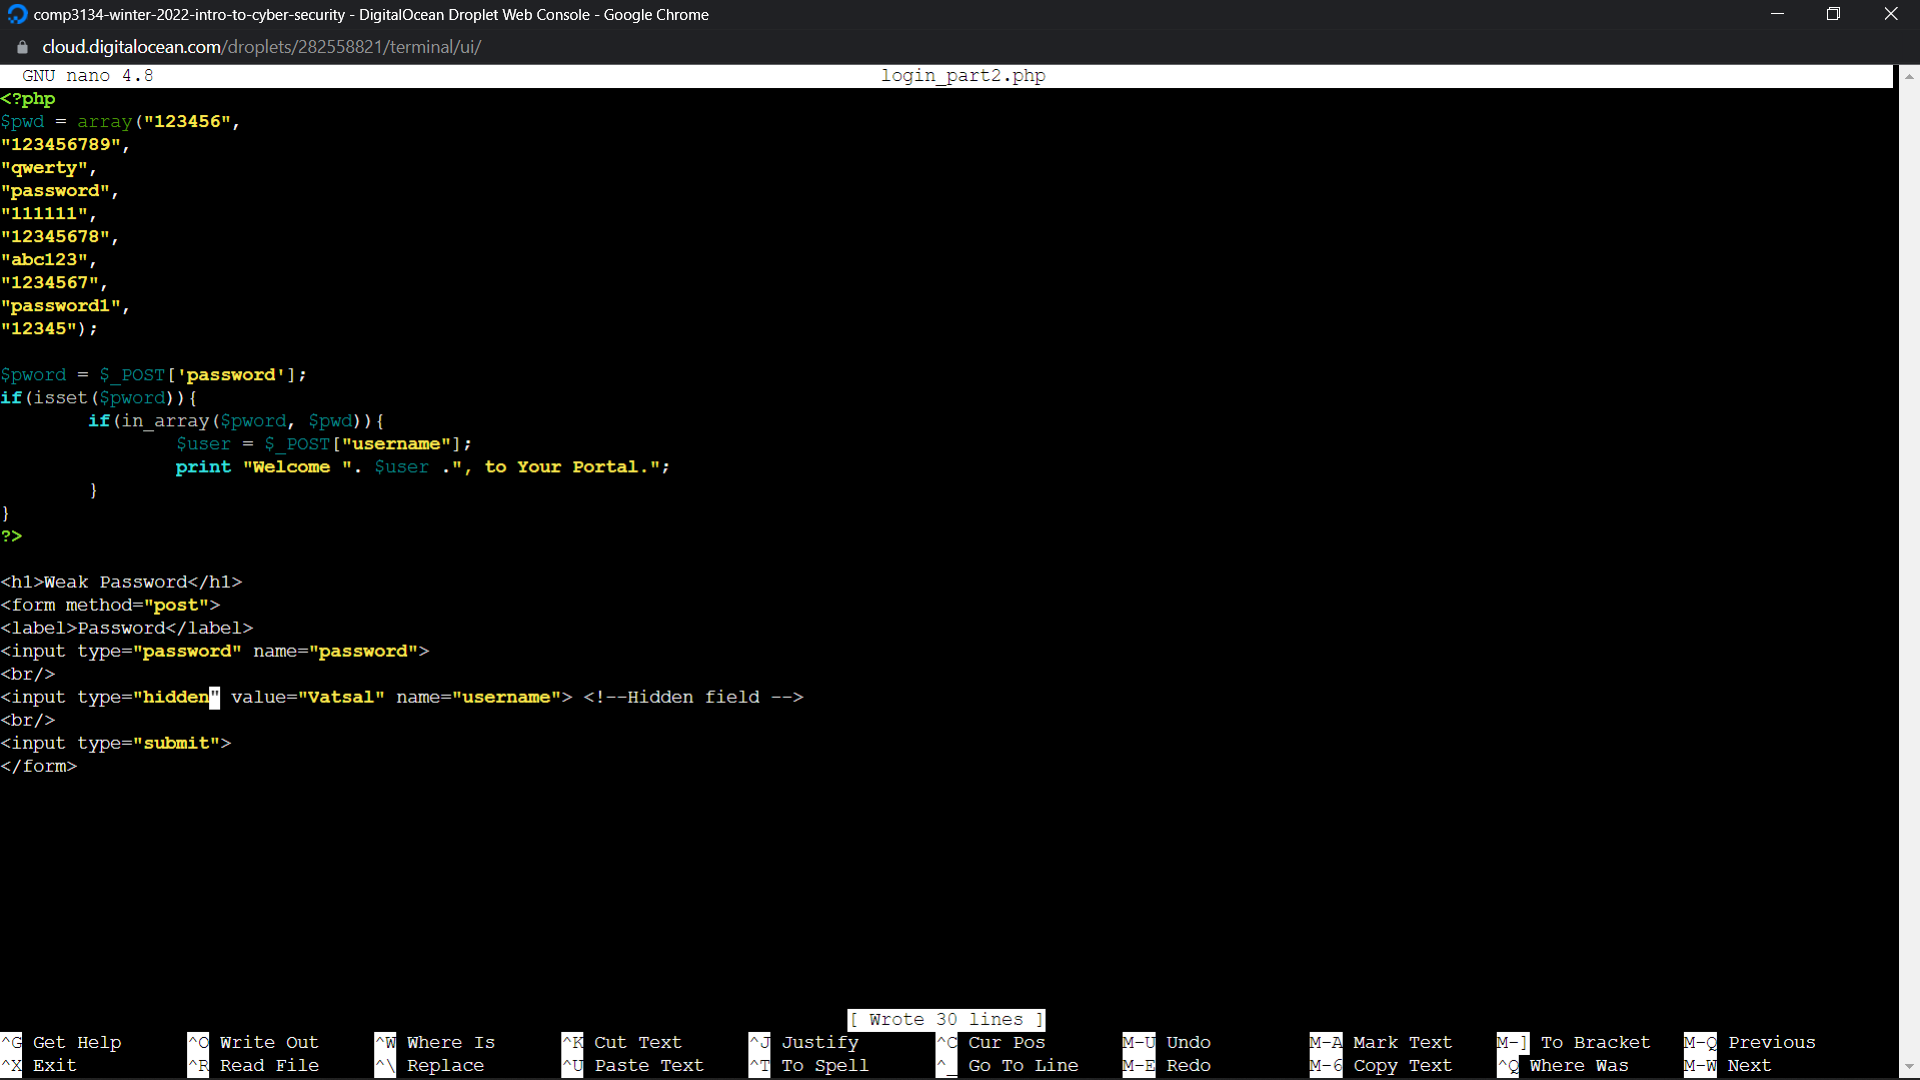 comp3134-winter-2022-intro-to-cyber-security - DigitalOcean Droplet Web Console - Google Chrome
cloud.digitalocean.com/droplets/282558821/terminal/ui/
GNU nano 4.8 login_part2.php
<?php
$pwd = array("123456",
"123456789",
"qwerty",
"password",
"111111",
"12345678",
"abc123",
"1234567",
"password1",
"12345");
$pword = $_POST['password'];
if(isset($pword)){
if(in_array($pword, $pwd)){
$user = $_POST["username"];
print "Welcome ". $user .", to Your Portal.";
}
}
?>
<h1>Weak Password</h1>
<form method="post">
<label>Password</label>
<input type="password" name="password">
<br/>
<input type="hidden" value="Vatsal" name="username"> <!--Hidden field -->
<br/>
<input type="submit">
</form>
[ Wrote 30 lines ]
^G Get Help ^O Write Out ^W Where Is ^K Cut Text ^J Justify ^C Cur Pos M-U Undo M-A Mark Text M-] To Bracket M-Q Previous
^X Exit ^R Read File ^\ Replace ^U Paste Text ^T To Spell ^_ Go To Line M-E Redo M-6 Copy Text ^Q Where Was M-W Next